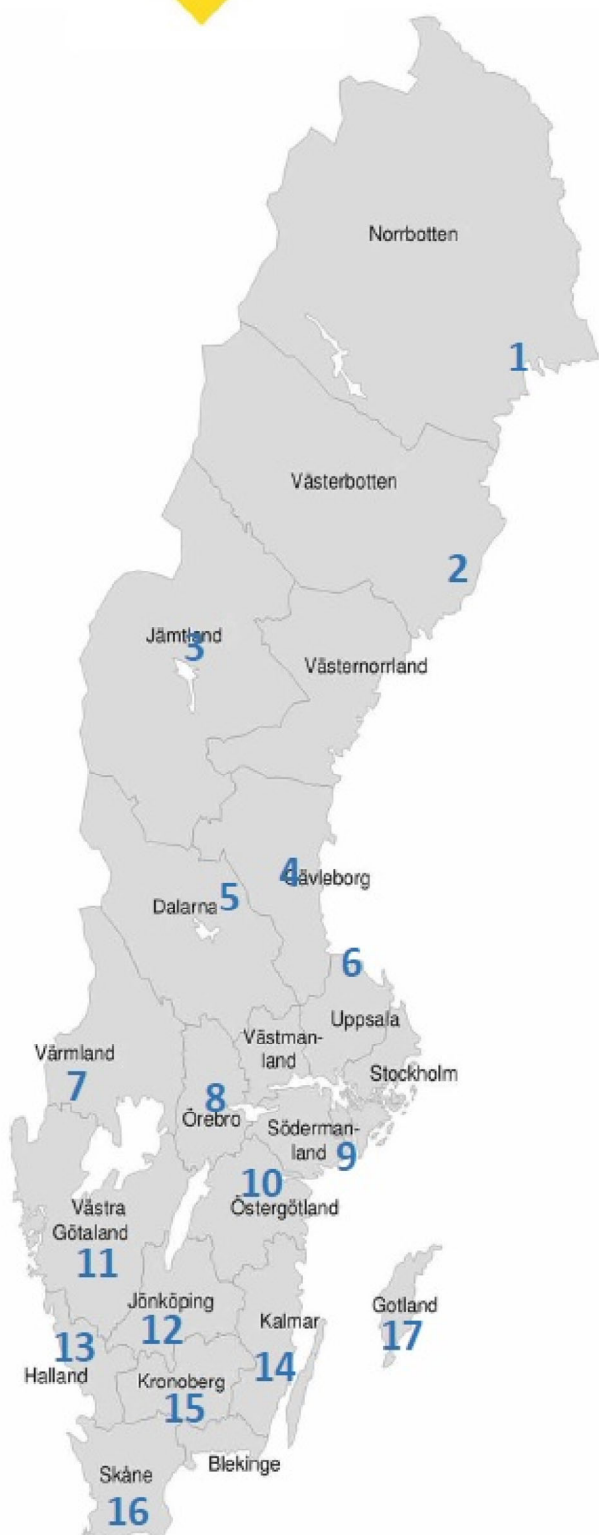 Norrbotten
1
Västerbotten
2
Jämtland
3
Västernorrland
4
Gävleborg
5
Dalarna
6
Uppsala
Västman-
land
Stockholm
Värmland
7
8
Örebro
Söderman-
land
9
10
Östergötland
Västra
Götaland
11
Jönköping
12
Kalmar
Gotland
17
13
Halland
14
Kronoberg
15
Blekinge
Skåne
16